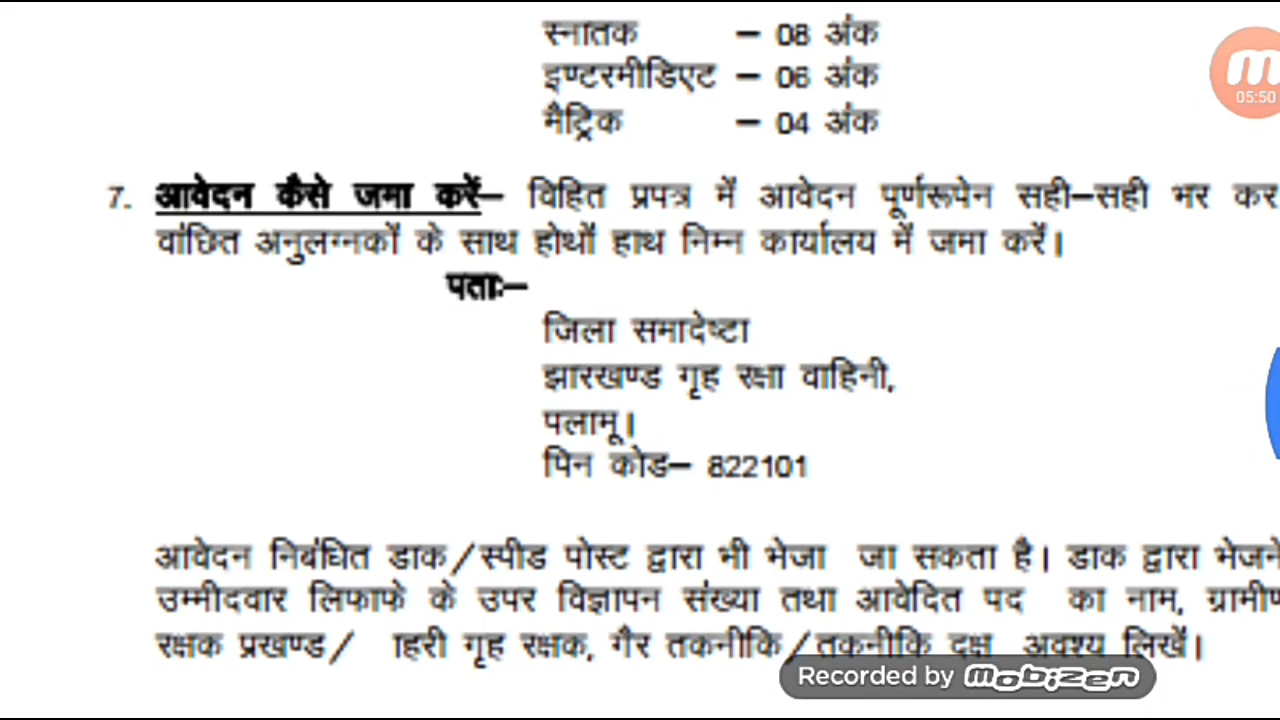 स्नातक – 08 अंक
इण्टरमीडिएट – 06 अंक
मैट्रिक – 04 अंक
7. आवेदन कैसे जमा करें– विहित प्रपत्र में आवेदन पूर्णरूपेन सही–सही भर कर
वांछित अनुलग्नकों के साथ होथों हाथ निम्न कार्यालय में जमा करें।
पताः–
जिला समादेष्टा
झारखण्ड गृह रक्षा वाहिनी,
पलामू।
पिन कोड– 822101
आवेदन निबंधित डाक/स्पीड पोस्ट द्वारा भी भेजा जा सकता है। डाक द्वारा भेजने
उम्मीदवार लिफाफे के उपर विज्ञापन संख्या तथा आवेदित पद का नाम, ग्रामीण
रक्षक प्रखण्ड/ ाहरी गृह रक्षक, गैर तकनीकि/तकनीकि दक्ष अवश्य लिखें।
05:50
Recorded by mobizen